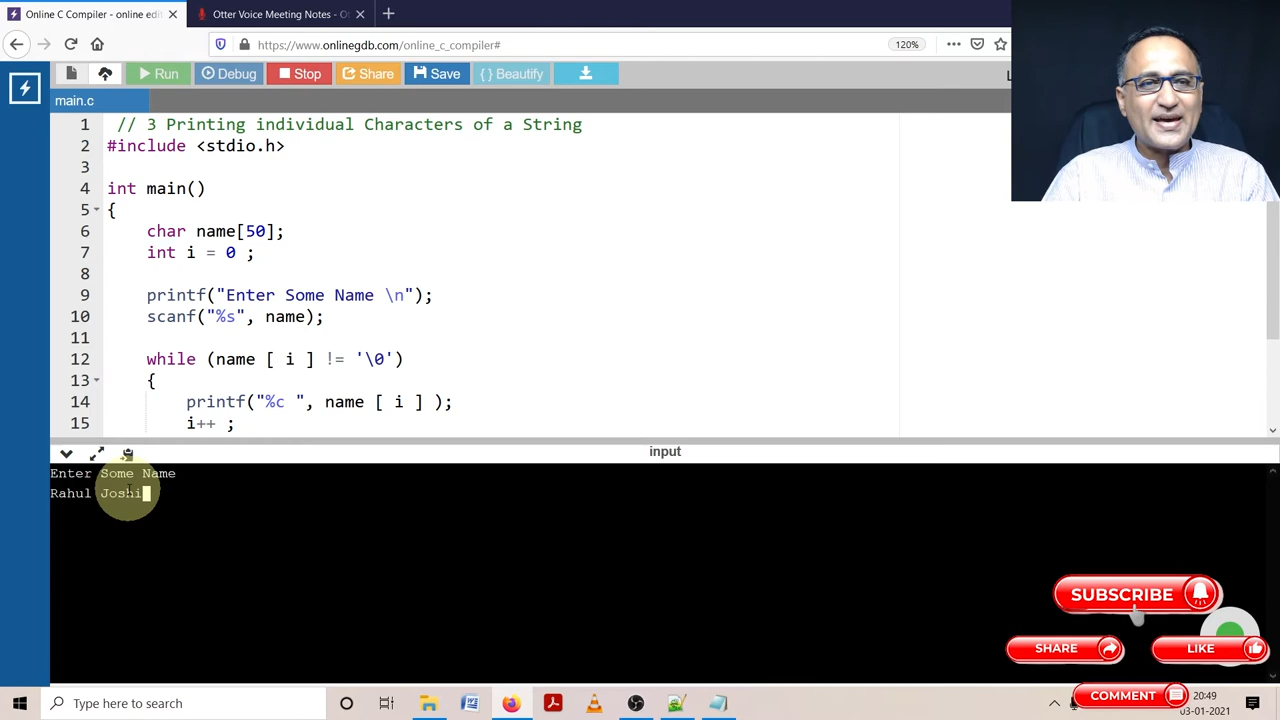 Online C Compiler - online edi
Otter Voice Meeting Notes - Ot
https://www.onlinegdb.com/online_c_compiler#
120%
Run
Debug
Stop
Share
Save
{ } Beautify
main.c
1 // 3 Printing individual Characters of a String
2 #include <stdio.h>
3
4 int main()
5 {
6 char name[50];
7 int i = 0 ;
8
9 printf("Enter Some Name \n");
10 scanf("%s", name);
11
12 while (name [ i ] != '\0')
13 {
14 printf("%c ", name [ i ] );
15 i++ ;
input
Enter Some Name
Rahul Joshi
SUBSCRIBE
SHARE
LIKE
COMMENT
Type here to search
20:49
03-01-2021